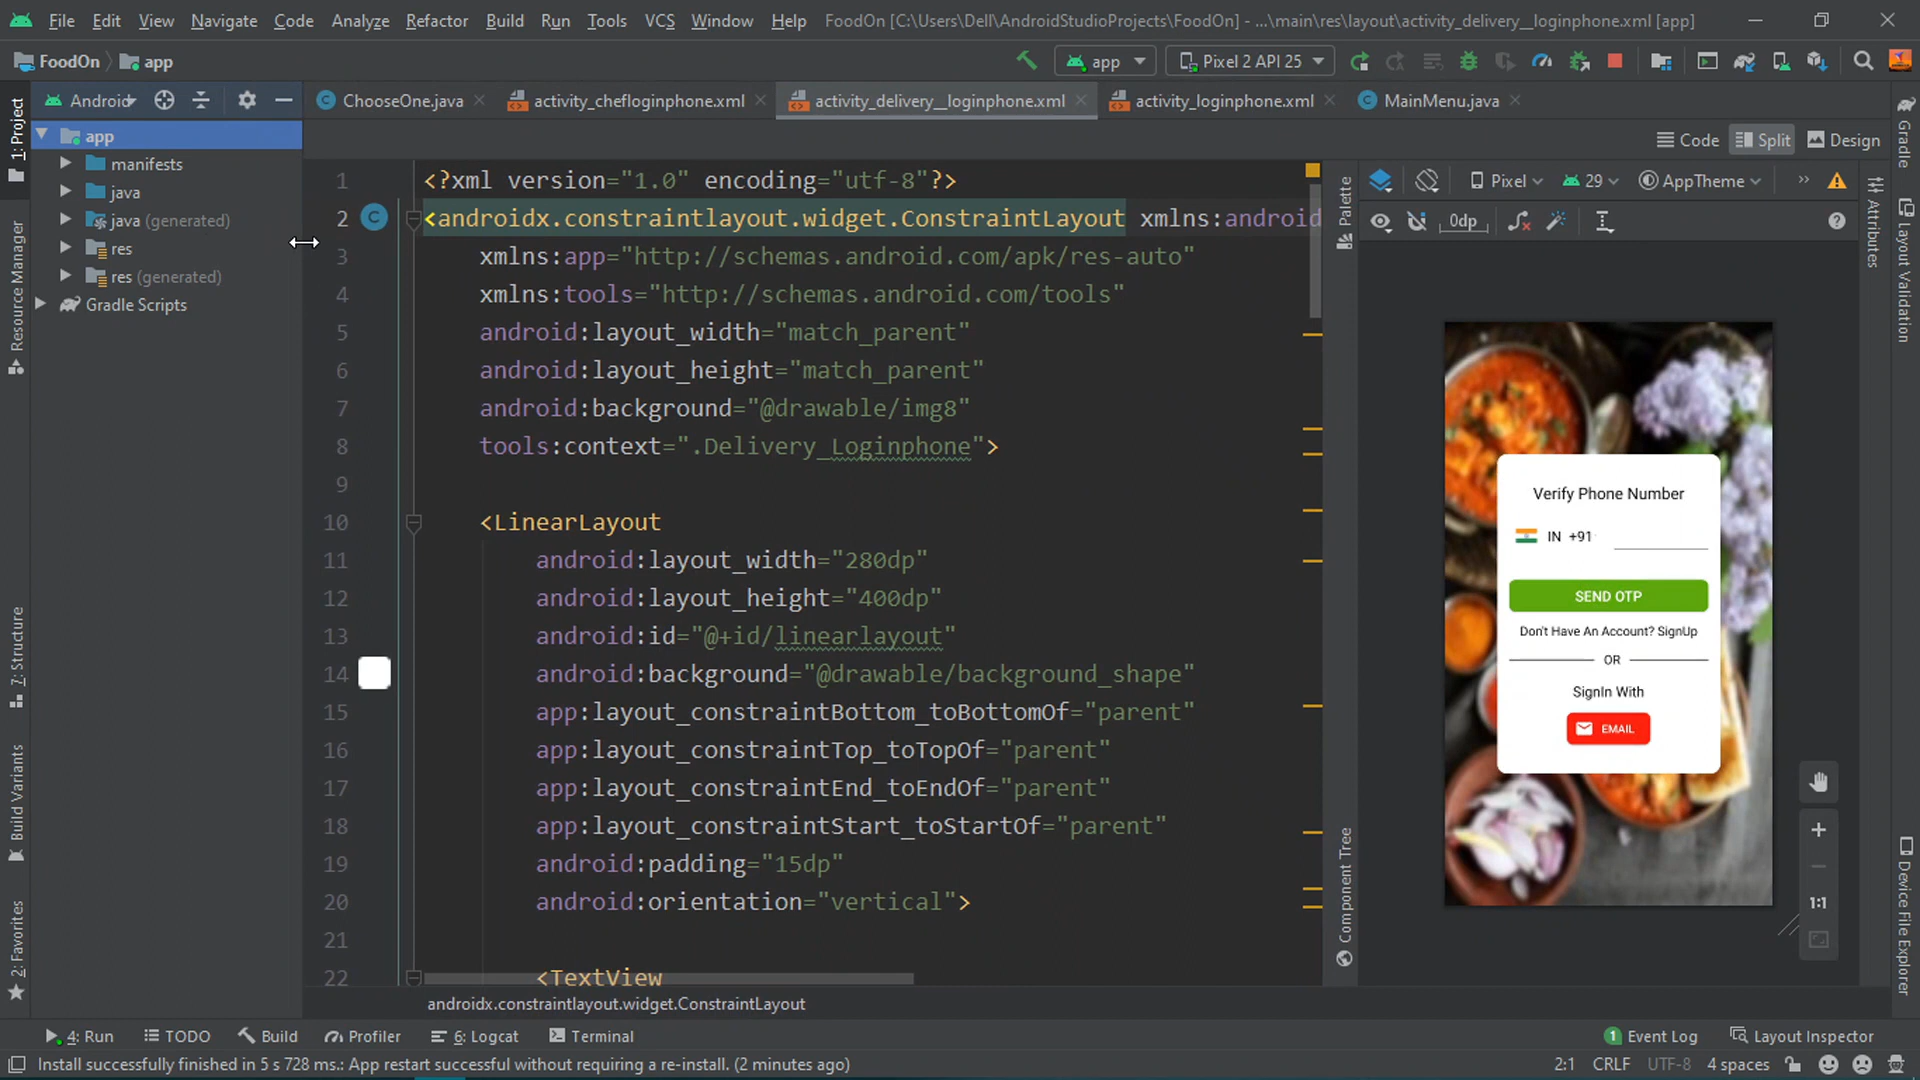 File Edit View Navigate Code Analyze Refactor Build Run Tools VCS Window Help FoodOn [C:\Users\Dell\AndroidStudioProjects\FoodOn] - ...\main\res\layout\activity_delivery__loginphone.xml [app]
FoodOn app app Pixel 2 API 25
Android ChooseOne.java activity_chefloginphone.xml activity_delivery__loginphone.xml activity_loginphone.xml MainMenu.java
Code Split Design
1: Project
Resource Manager
7: Structure
Build Variants
2: Favorites
app
manifests
java
java (generated)
res
res (generated)
Gradle Scripts
1 <?xml version="1.0" encoding="utf-8"?>
2 <androidx.constraintlayout.widget.ConstraintLayout xmlns:android
3 xmlns:app="http://schemas.android.com/apk/res-auto"
4 xmlns:tools="http://schemas.android.com/tools"
5 android:layout_width="match_parent"
6 android:layout_height="match_parent"
7 android:background="@drawable/img8"
8 tools:context=".Delivery_Loginphone">
9
10 <LinearLayout
11 android:layout_width="280dp"
12 android:layout_height="400dp"
13 android:id="@+id/linearlayout"
14 android:background="@drawable/background_shape"
15 app:layout_constraintBottom_toBottomOf="parent"
16 app:layout_constraintTop_toTopOf="parent"
17 app:layout_constraintEnd_toEndOf="parent"
18 app:layout_constraintStart_toStartOf="parent"
19 android:padding="15dp"
20 android:orientation="vertical">
21
22 <TextView
androidx.constraintlayout.widget.ConstraintLayout
Palette
Component Tree
Pixel 29 AppTheme
0dp
Verify Phone Number
IN +91
SEND OTP
Don't Have An Account? SignUp
OR
SignIn With
EMAIL
1:1
Attributes
Gradle
Layout Validation
Device File Explorer
4: Run TODO Build Profiler 6: Logcat Terminal 1 Event Log Layout Inspector
Install successfully finished in 5 s 728 ms.: App restart successful without requiring a re-install. (2 minutes ago) 2:1 CRLF UTF-8 4 spaces